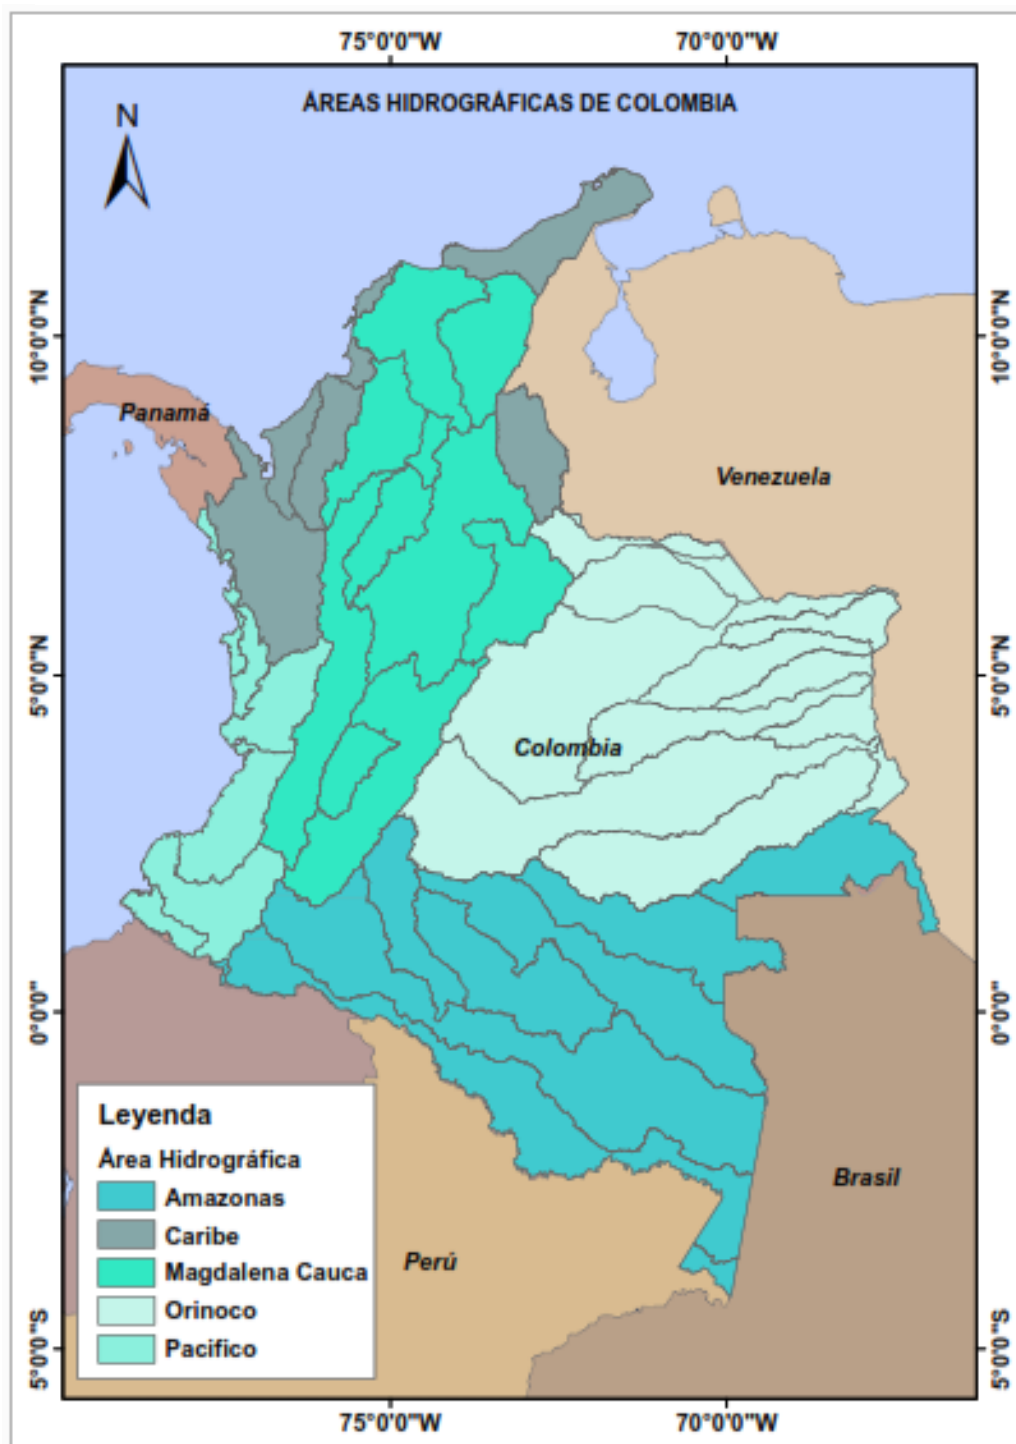 75°0'0"W 70°0'0"W
ÁREAS HIDROGRÁFICAS DE COLOMBIA
N
10°0'0"N 10°0'0"N
Panamá
Venezuela
5°0'0"N 5°0'0"N
Colombia
0°0'0" 0°0'0"
Leyenda
Área Hidrográfica
Amazonas
Caribe
Magdalena Cauca
Orinoco
Pacifico
Brasil
Perú
5°0'0"S 5°0'0"S
75°0'0"W 70°0'0"W